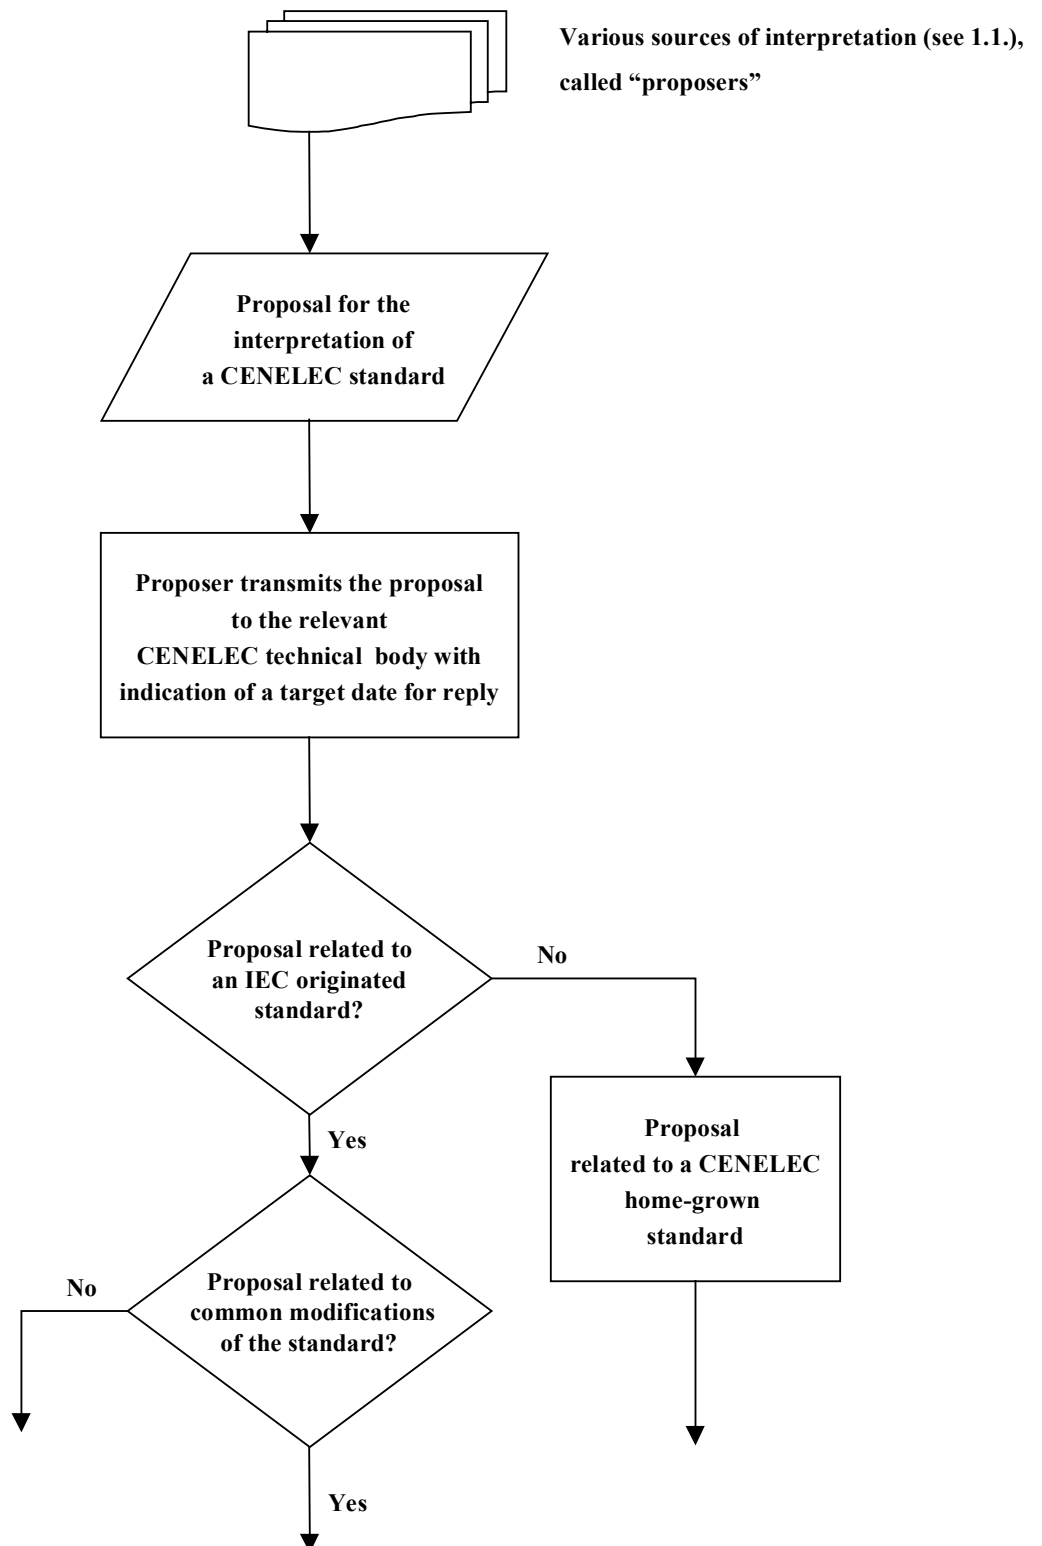 Various sources of interpretation (see 1.1.),
called “proposers”
Proposal for the
interpretation of
a CENELEC standard
Proposer transmits the proposal
to the relevant
CENELEC technical body with
indication of a target date for reply
Proposal related to
an IEC originated
standard?
No
Yes
Proposal
related to a CENELEC
home-grown
standard
No
Proposal related to
common modifications
of the standard?
Yes